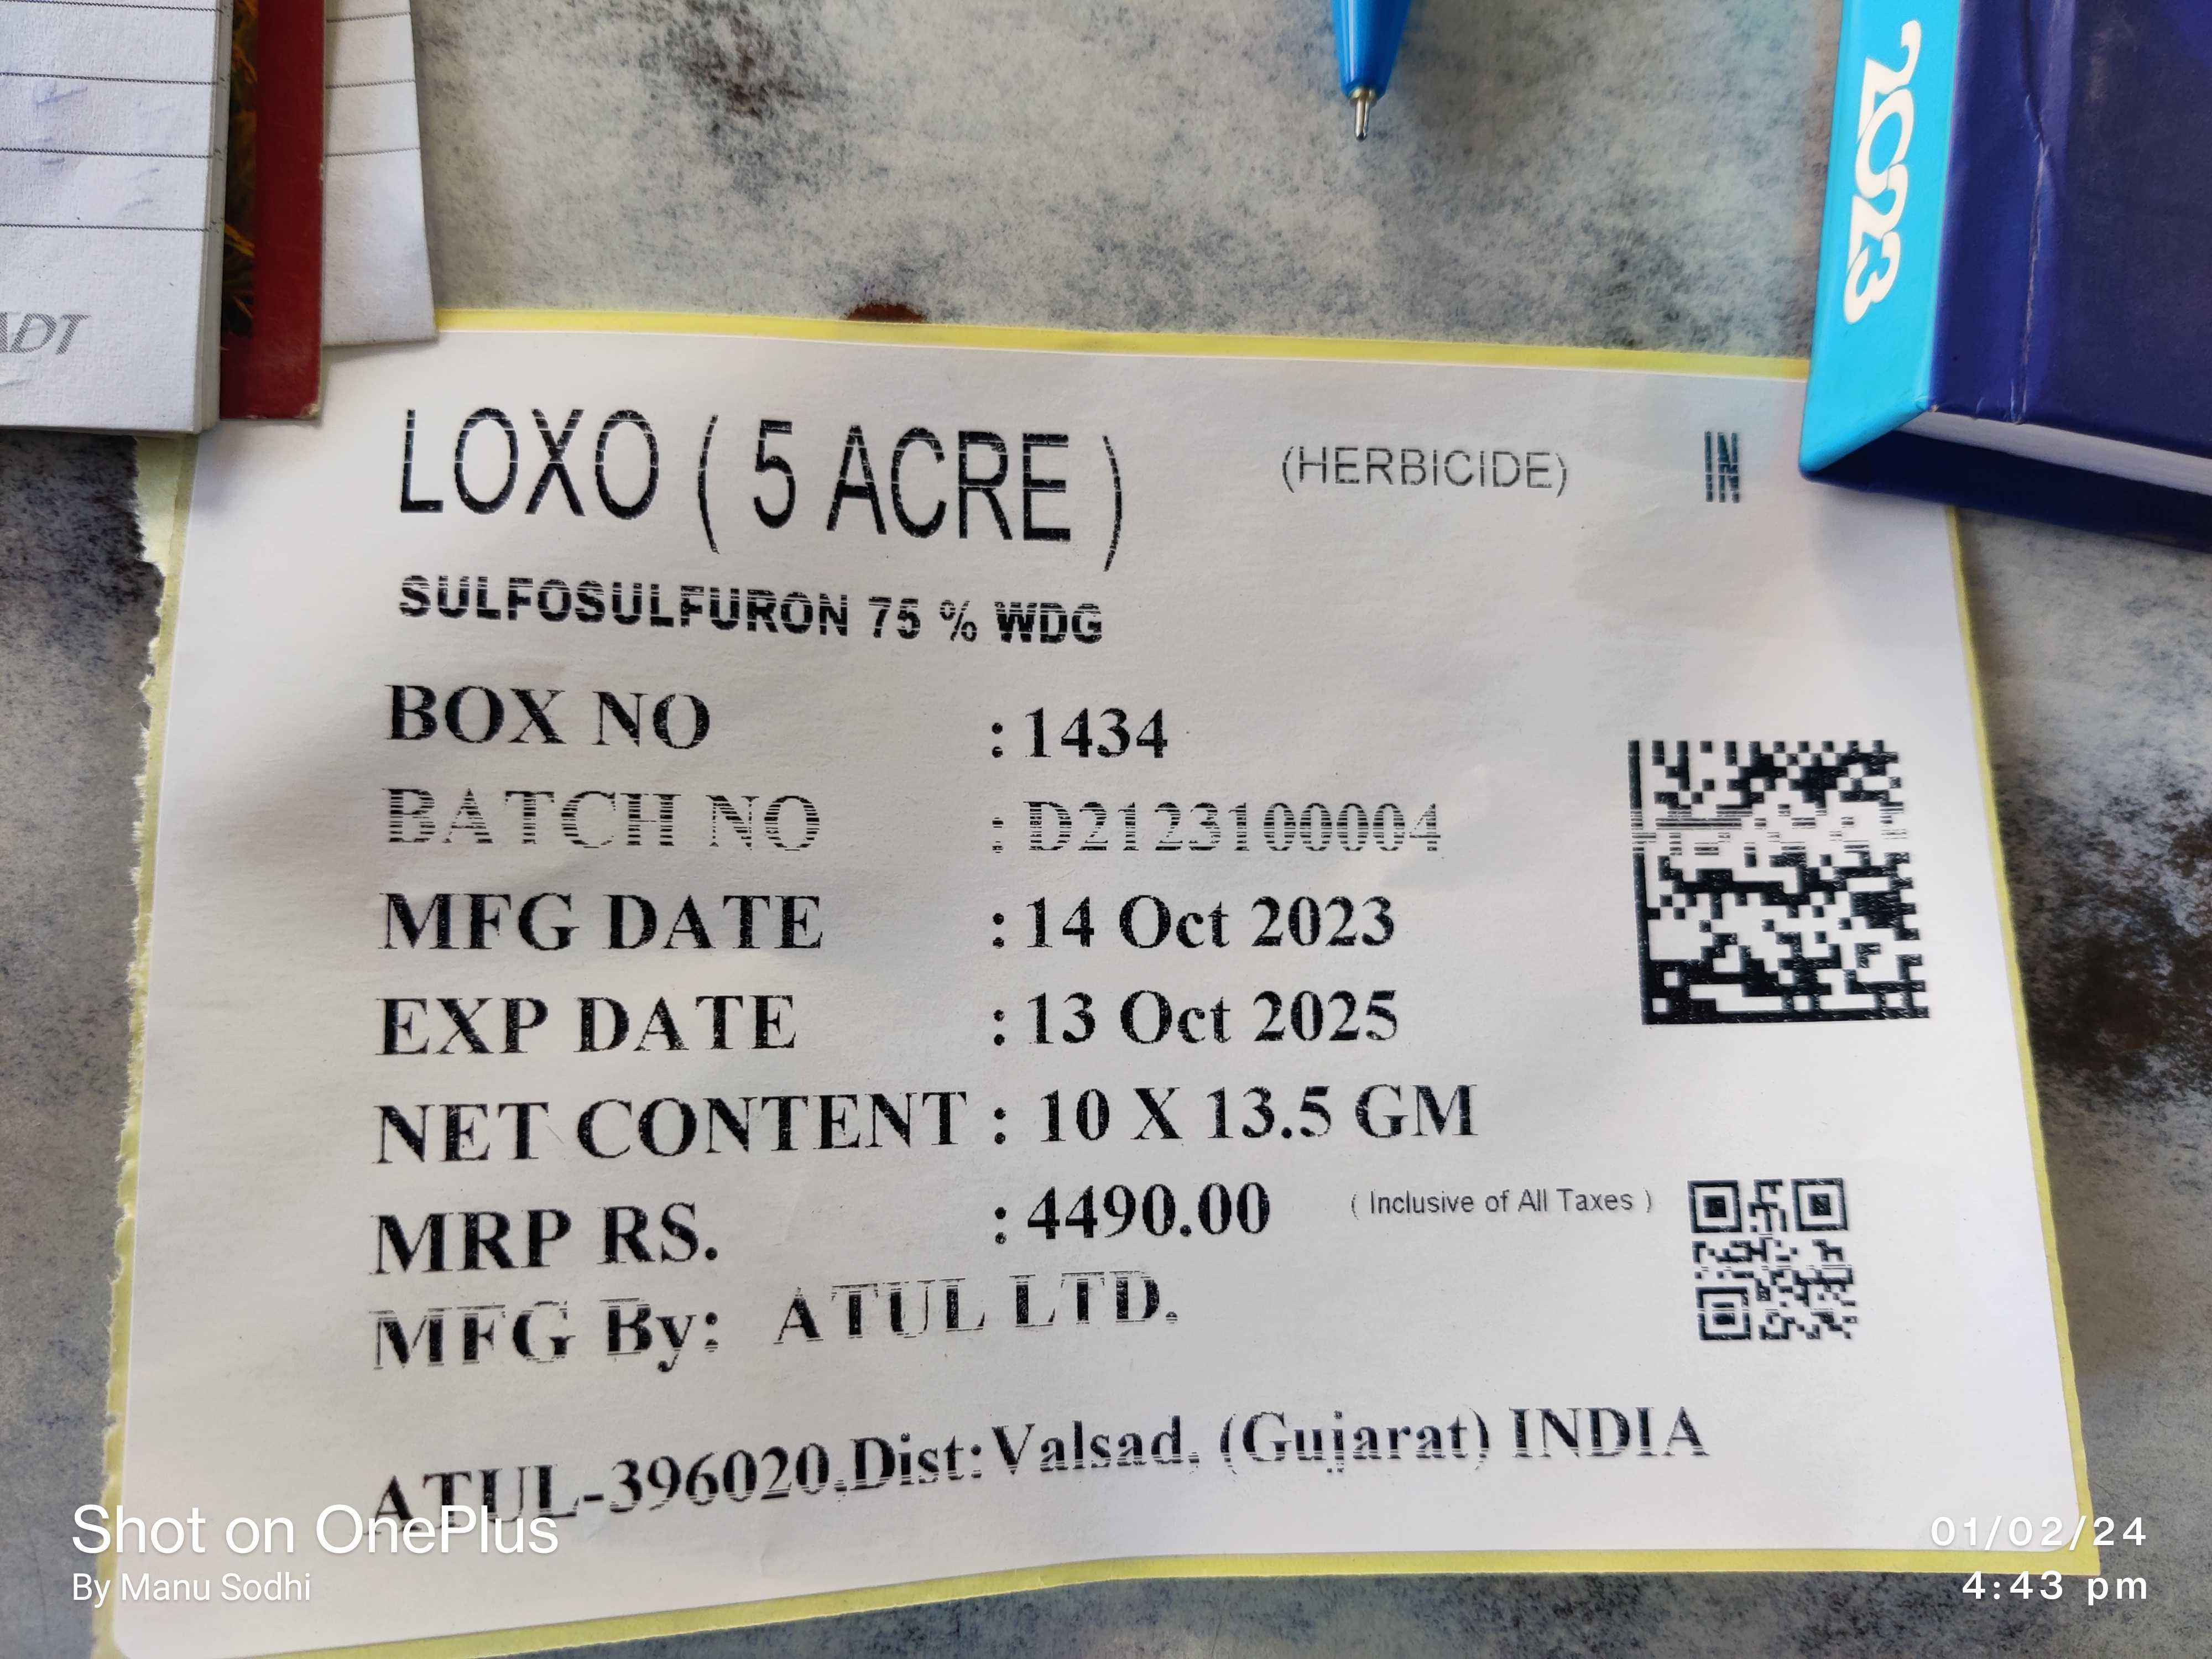 2023
ADT
LOXO ( 5 ACRE ) (HERBICIDE) IN
SULFOSULFURON 75 % WDG
BOX NO : 1434
BATCH NO : D2123100004
MFG DATE : 14 Oct 2023
EXP DATE : 13 Oct 2025
NET CONTENT : 10 X 13.5 GM
MRP RS. : 4490.00 ( Inclusive of All Taxes )
MFG By: ATUL LTD.
ATUL-396020,Dist:Valsad, (Gujarat) INDIA
Shot on OnePlus
By Manu Sodhi
01/02/24
4:43 pm